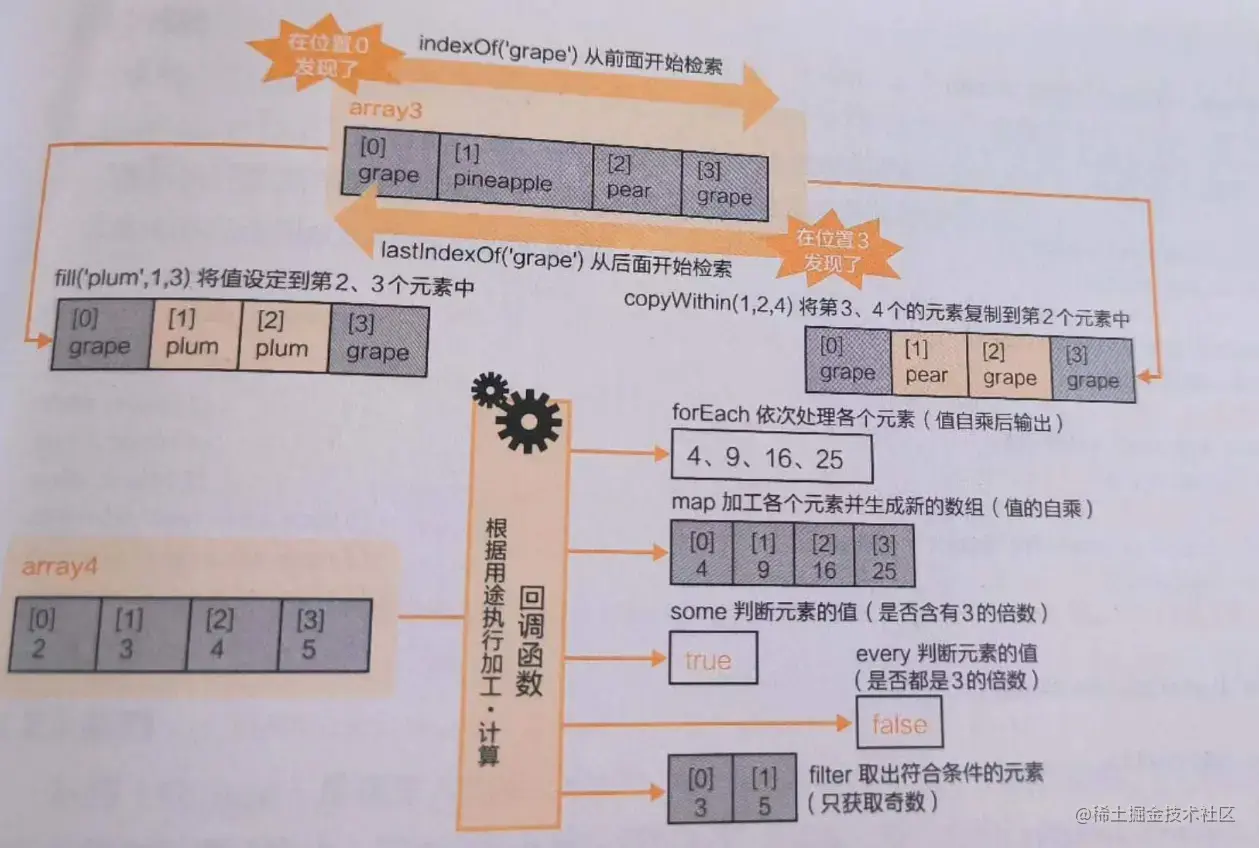 在位置0
发现了
indexOf('grape') 从前面开始检索
array3
[0] [1] [2] [3]
grape pineapple pear grape
lastIndexOf('grape') 从后面开始检索
在位置3
发现了
fill('plum',1,3) 将值设定到第2、3个元素中
[0] [1] [2] [3]
grape plum plum grape
copyWithin(1,2,4) 将第3、4个的元素复制到第2个元素中
[0] [1] [2] [3]
grape pear grape grape
array4
[0] [1] [2] [3]
2 3 4 5
回调函数
根据用途执行加工·计算
forEach 依次处理各个元素（值自乘后输出）
4、9、16、25
map 加工各个元素并生成新的数组（值的自乘）
[0] [1] [2] [3]
4 9 16 25
some 判断元素的值（是否含有3的倍数）
true
every 判断元素的值
（是否都是3的倍数）
false
[0] [1]
3 5
filter 取出符合条件的元素
（只获取奇数）
@稀土掘金技术社区